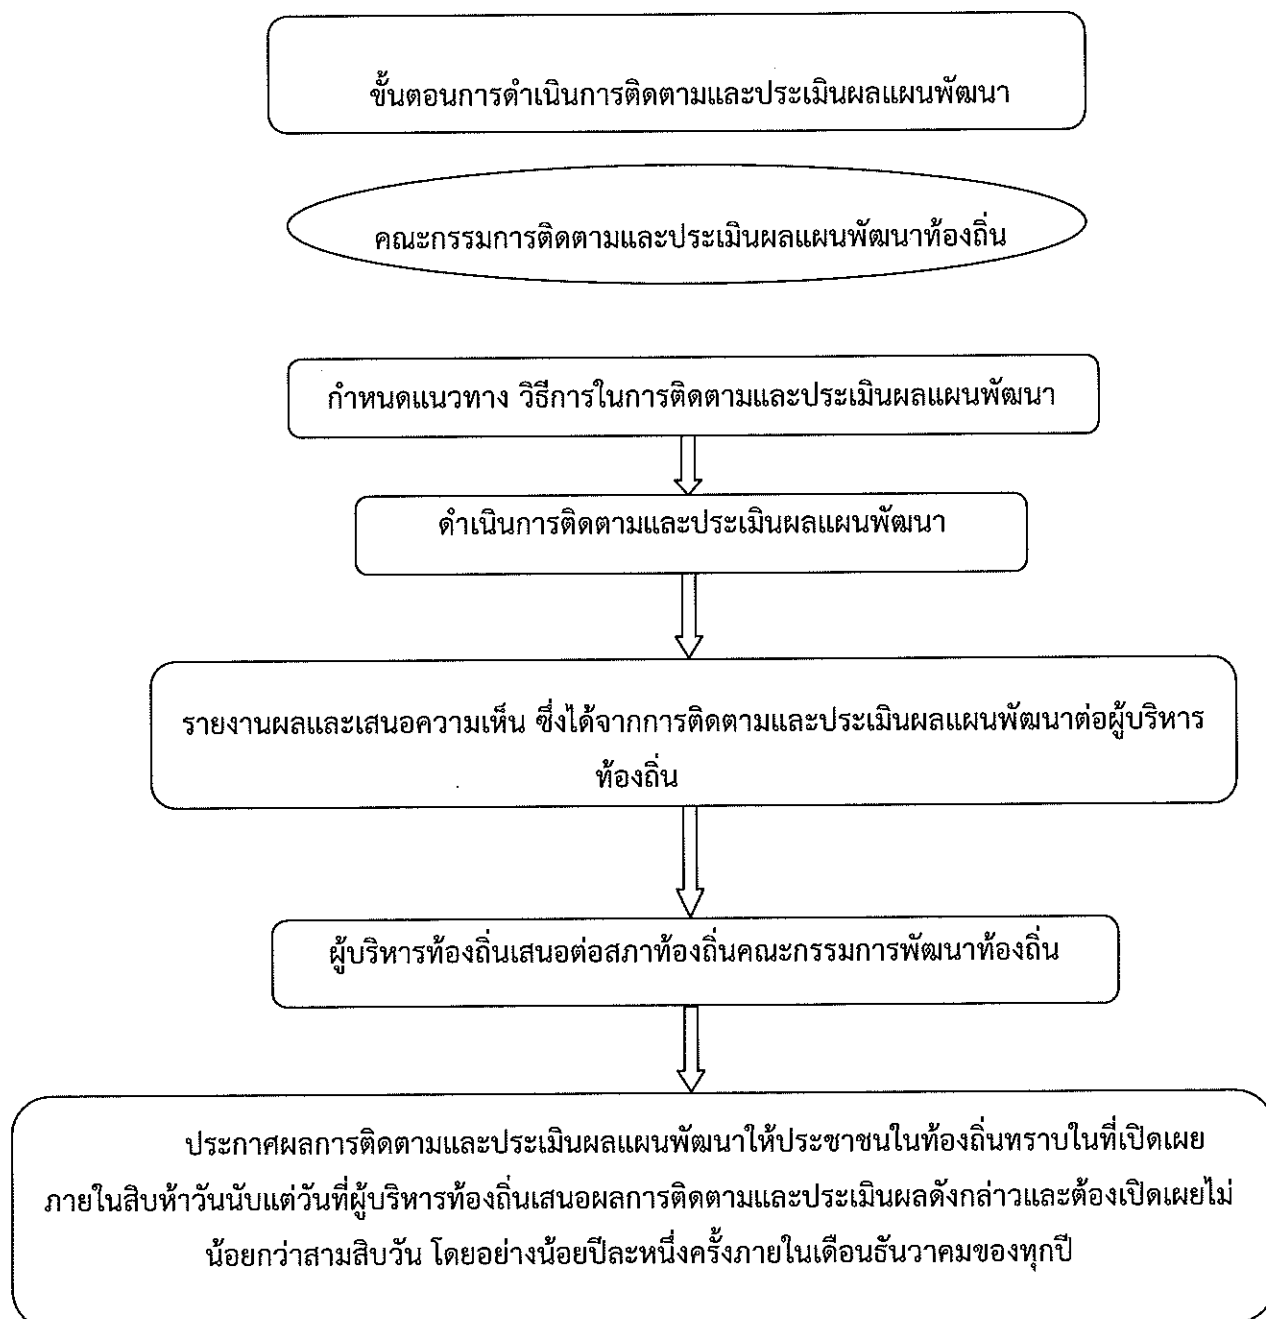 ขั้นตอนการดำเนินการติดตามและประเมินผลแผนพัฒนา
คณะกรรมการติดตามและประเมินผลแผนพัฒนาท้องถิ่น
กำหนดแนวทาง วิธีการในการติดตามและประเมินผลแผนพัฒนา
ดำเนินการติดตามและประเมินผลแผนพัฒนา
รายงานผลและเสนอความเห็น ซึ่งได้จากการติดตามและประเมินผลแผนพัฒนาต่อผู้บริหาร
ท้องถิ่น
ผู้บริหารท้องถิ่นเสนอต่อสภาท้องถิ่นคณะกรรมการพัฒนาท้องถิ่น
ประกาศผลการติดตามและประเมินผลแผนพัฒนาให้ประชาชนในท้องถิ่นทราบในที่เปิดเผย
ภายในสิบห้าวันนับแต่วันที่ผู้บริหารท้องถิ่นเสนอผลการติดตามและประเมินผลดังกล่าวและต้องเปิดเผยไม่
น้อยกว่าสามสิบวัน โดยอย่างน้อยปีละหนึ่งครั้งภายในเดือนธันวาคมของทุกปี